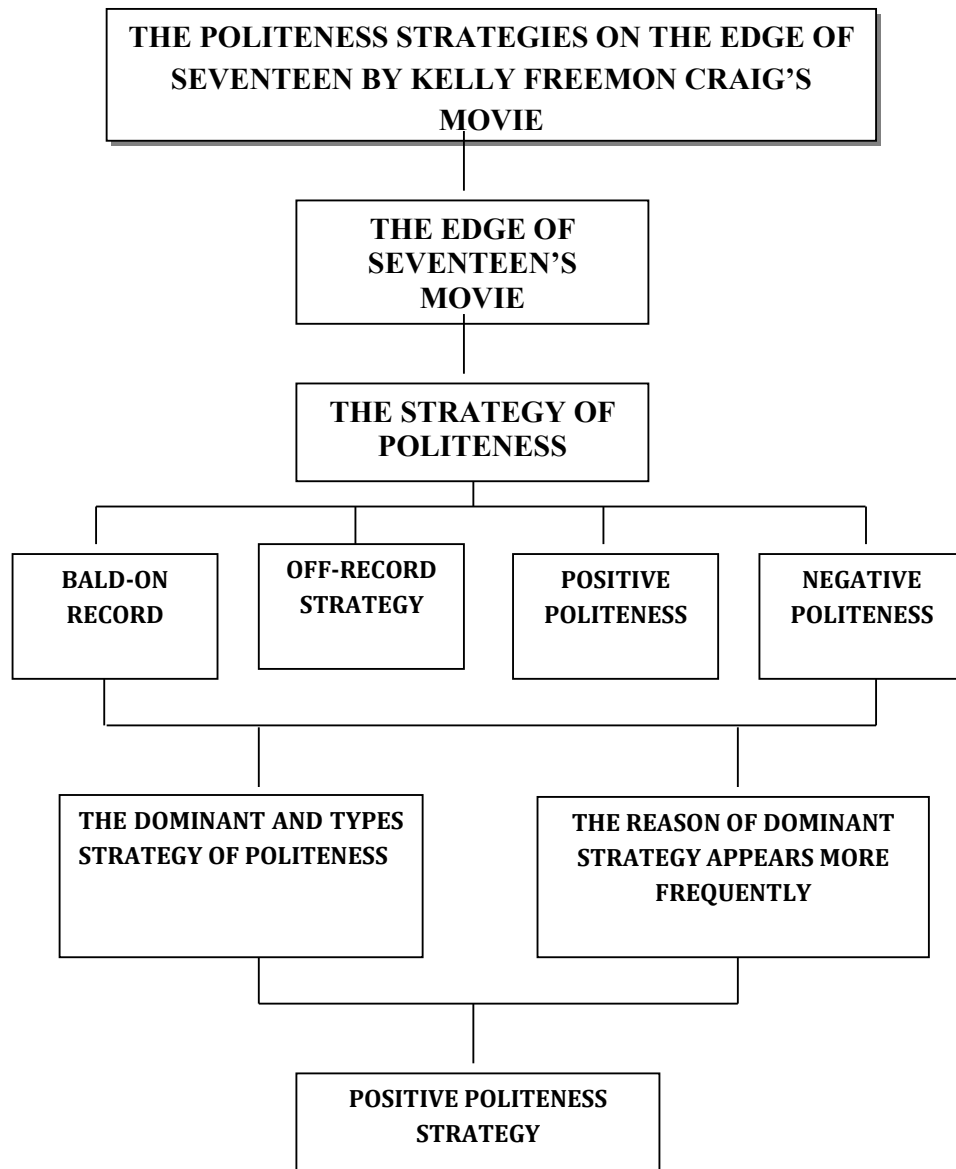 THE POLITENESS STRATEGIES ON THE EDGE OF
SEVENTEEN BY KELLY FREEMON CRAIG’S
MOVIE
THE EDGE OF
SEVENTEEN’S
MOVIE
THE STRATEGY OF
POLITENESS
BALD-ON
RECORD
OFF-RECORD
STRATEGY
POSITIVE
POLITENESS
NEGATIVE
POLITENESS
THE DOMINANT AND TYPES
STRATEGY OF POLITENESS
THE REASON OF DOMINANT
STRATEGY APPEARS MORE
FREQUENTLY
POSITIVE POLITENESS
STRATEGY